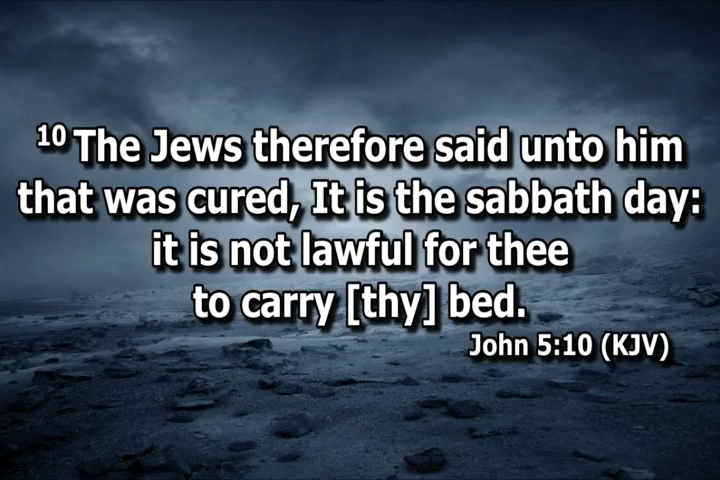 10 The Jews therefore said unto him
that was cured, It is the sabbath day:
it is not lawful for thee
to carry [thy] bed.
John 5:10 (KJV)